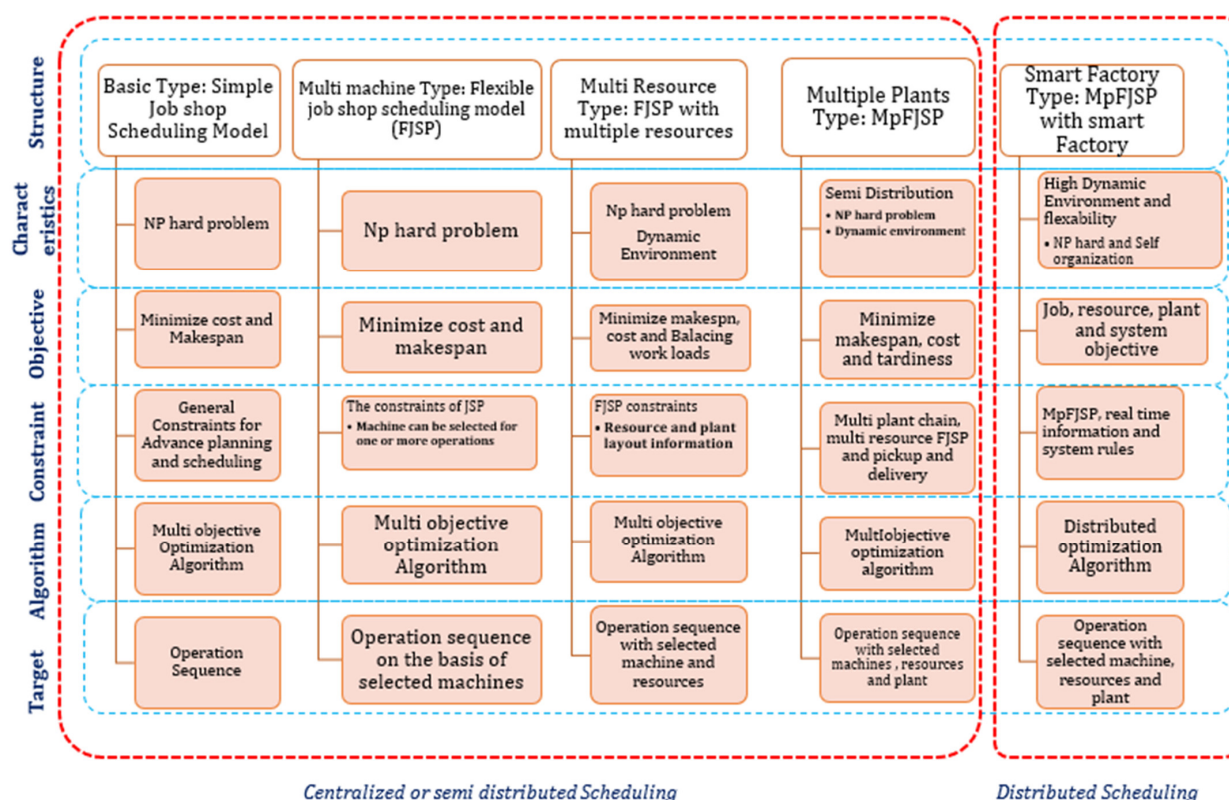 Structure
Basic Type: Simple
Job shop
Scheduling Model
Multi machine Type: Flexible
job shop scheduling model
(FJSP)
Multi Resource
Type: FJSP with
multiple resources
Multiple Plants
Type: MpFJSP
Smart Factory
Type: MpFJSP
with smart
Factory
Charact
eristics
NP hard problem
Np hard problem
Np hard problem
Dynamic
Environment
Semi Distribution
• NP hard problem
• Dynamic environment
High Dynamic
Environment and
flexability
• NP hard and Self
organization
Objective
Minimize cost and
Makespan
Minimize cost and
makespan
Minimize makespn,
cost and Balacing
work loads
Minimize
makespan, cost
and tardiness
Job, resource, plant
and system
objective
Constraint
General
Constraints for
Advance planning
and scheduling
The constraints of JSP
• Machine can be selected for
one or more operations
FJSP constraints
• Resource and plant
layout information
Multi plant chain,
multi resource FJSP
and pickup and
delivery
MpFJSP, real time
information and
system rules
Algorithm
Multi objective
Optimization
Algorithm
Multi objective
optimization
Algorithm
Multi objective
optimization
Algorithm
Multlobjective
optimization
algorithm
Distributed
optimization
Algorithm
Target
Operation
Sequence
Operation sequence
on the basis of
selected machines
Operation sequence
with selected
machine and
resources
Operation sequence
with selected
machines , resources
and plant
Operation
sequence with
selected machine,
resources and
plant
Centralized or semi distributed Scheduling
Distributed Scheduling